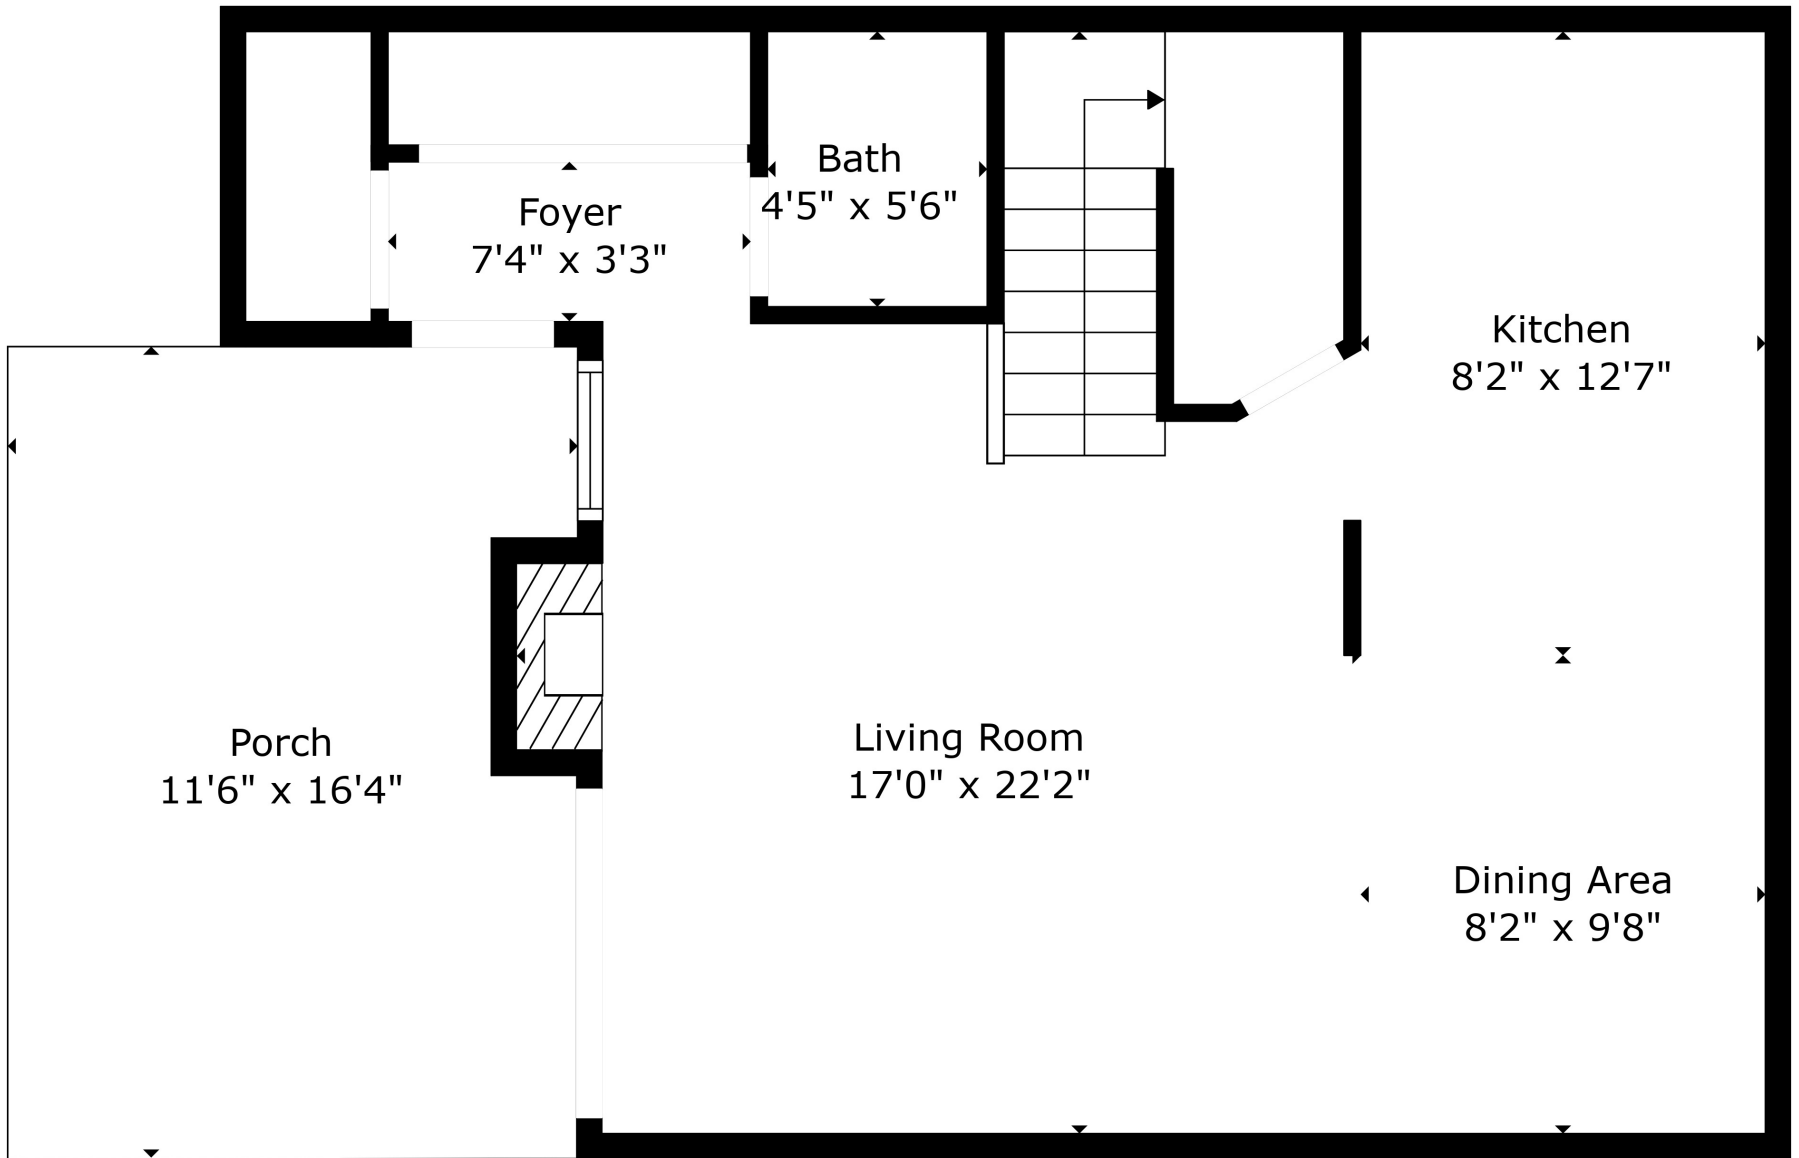 Bath
4'5" x 5'6"
Foyer
7'4" x 3'3"
Kitchen
8'2" x 12'7"
Porch
11'6" x 16'4"
Living Room
17'0" x 22'2"
Dining Area
8'2" x 9'8"